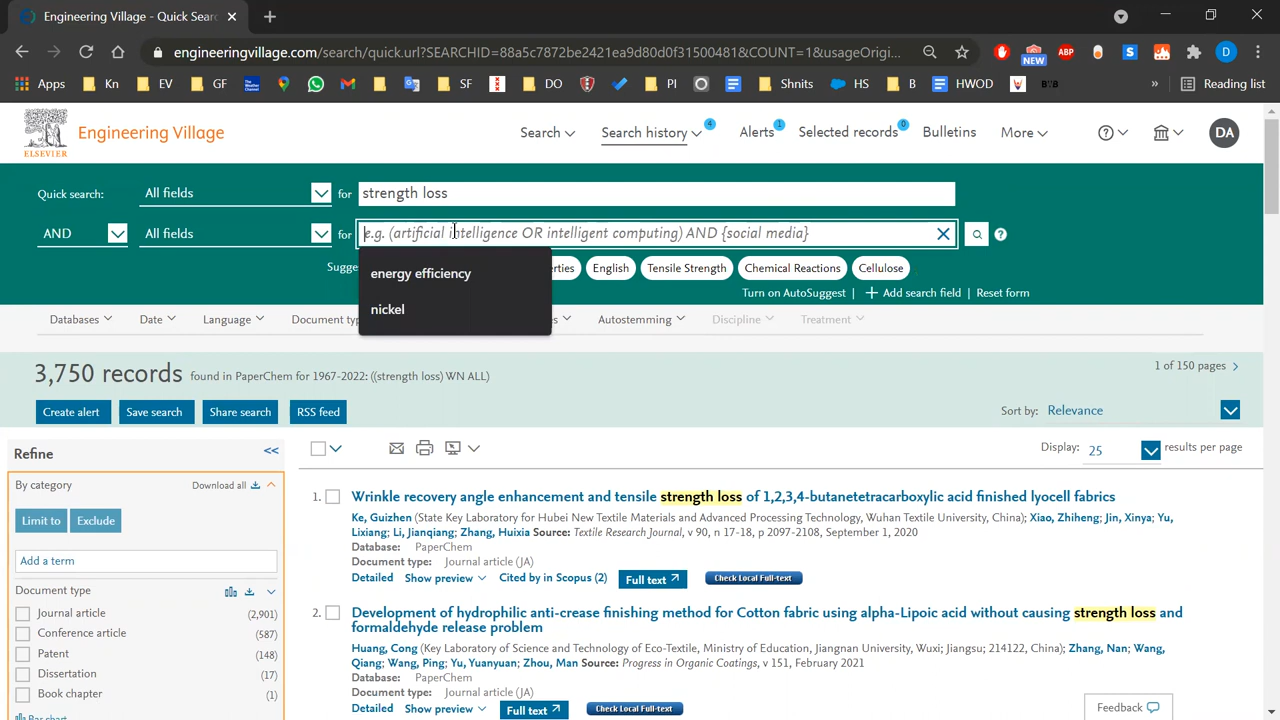 Engineering Village - Quick Sear
engineeringvillage.com/search/quick.url?SEARCHID=88a5c7872be2421ea9d80d0f31500481&COUNT=1&usageOrigi...
ABP S D
NEW
Apps Kn EV GF SF DO PI Shnits HS B HWOD BYB » Reading list
ELSEVIER
Engineering Village
Search Search history 4 Alerts 1 Selected records 0 Bulletins More ? DA
Quick search: All fields for strength loss
AND All fields for e.g. (artificial intelligence OR intelligent computing) AND {social media} ?
Sugge erties English Tensile Strength Chemical Reactions Cellulose
energy efficiency
nickel
Turn on AutoSuggest | + Add search field | Reset form
Databases Date Language Document typ s Autostemming Discipline Treatment
3,750 records found in PaperChem for 1967-2022: ((strength loss) WN ALL)
1 of 150 pages >
Create alert Save search Share search RSS feed
Sort by: Relevance
Refine <<
Display: 25 results per page
By category Download all
Limit to Exclude
Add a term
Document type
Journal article (2,901)
Conference article (587)
Patent (148)
Dissertation (17)
Book chapter (1)
Bar chart
1. Wrinkle recovery angle enhancement and tensile strength loss of 1,2,3,4-butanetetracarboxylic acid finished lyocell fabrics
Ke, Guizhen (State Key Laboratory for Hubei New Textile Materials and Advanced Processing Technology, Wuhan Textile University, China); Xiao, Zhiheng; Jin, Xinya; Yu,
Lixiang; Li, Jianqiang; Zhang, Huixia Source: Textile Research Journal, v 90, n 17-18, p 2097-2108, September 1, 2020
Database: PaperChem
Document type: Journal article (JA)
Detailed Show preview Cited by in Scopus (2) Full text Check Local Full-text
2. Development of hydrophilic anti-crease finishing method for Cotton fabric using alpha-Lipoic acid without causing strength loss and
formaldehyde release problem
Huang, Cong (Key Laboratory of Science and Technology of Eco-Textile, Ministry of Education, Jiangnan University, Wuxi; Jiangsu; 214122, China); Zhang, Nan; Wang,
Qiang; Wang, Ping; Yu, Yuanyuan; Zhou, Man Source: Progress in Organic Coatings, v 151, February 2021
Database: PaperChem
Document type: Journal article (JA)
Detailed Show preview Full text Check Local Full-text
Feedback